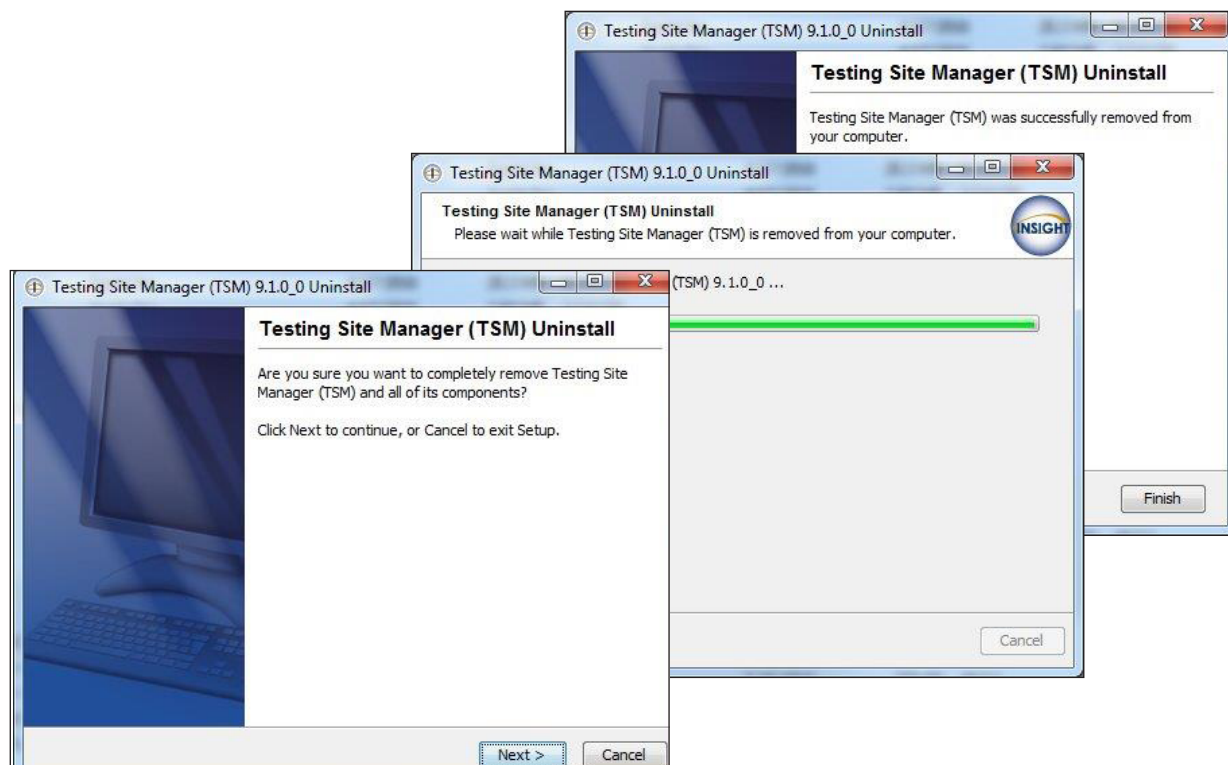 Testing Site Manager (TSM) 9.1.0_0 Uninstall
Testing Site Manager (TSM) Uninstall
Testing Site Manager (TSM) was successfully removed from
your computer.
Finish
Testing Site Manager (TSM) 9.1.0_0 Uninstall
Testing Site Manager (TSM) Uninstall
Please wait while Testing Site Manager (TSM) is removed from your computer.
INSIGHT
(TSM) 9.1.0_0 ...
Cancel
Testing Site Manager (TSM) 9.1.0_0 Uninstall
Testing Site Manager (TSM) Uninstall
Are you sure you want to completely remove Testing Site
Manager (TSM) and all of its components?
Click Next to continue, or Cancel to exit Setup.
Next >
Cancel